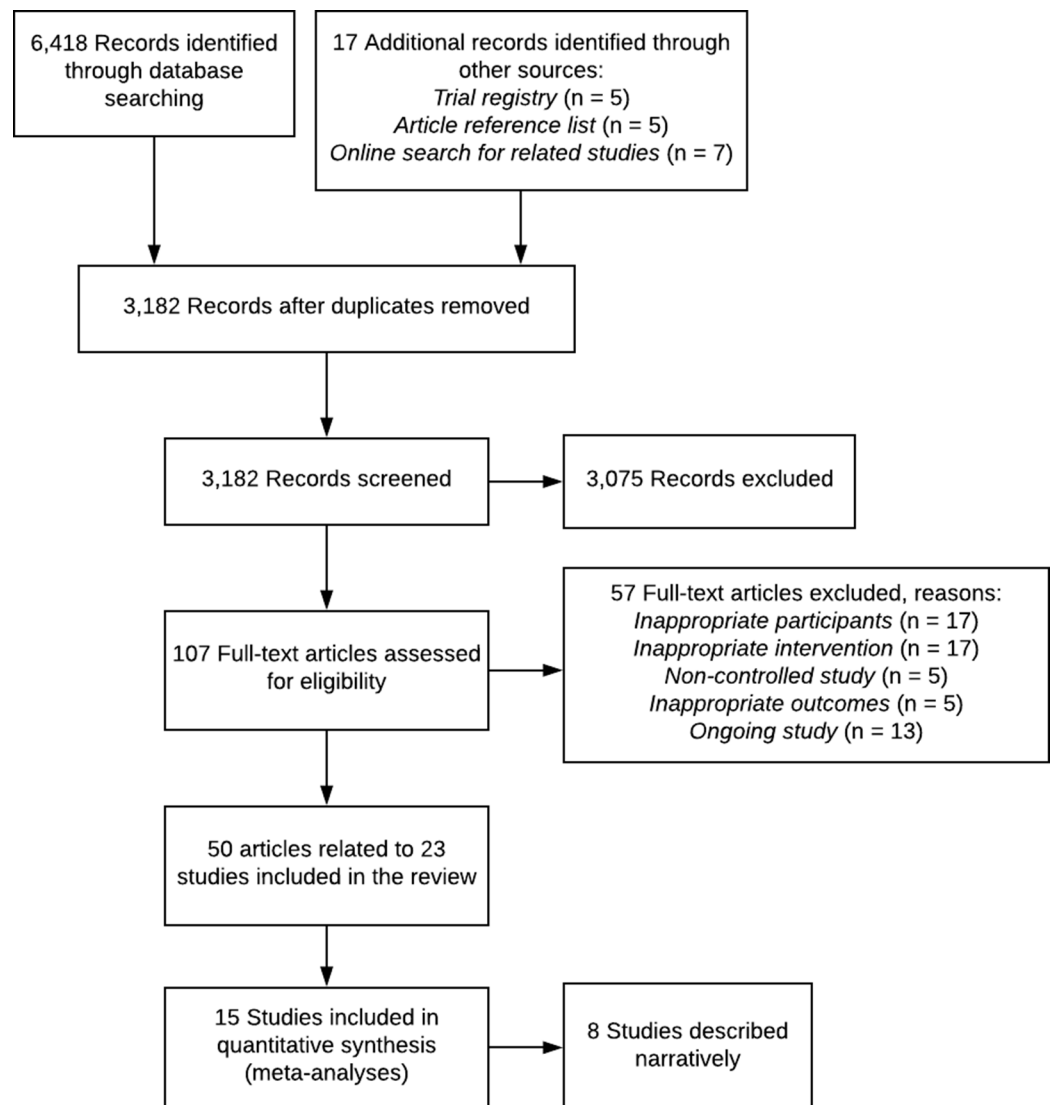 6,418 Records identified
through database
searching
17 Additional records identified through
other sources:
Trial registry (n = 5)
Article reference list (n = 5)
Online search for related studies (n = 7)
3,182 Records after duplicates removed
3,182 Records screened
3,075 Records excluded
107 Full-text articles assessed
for eligibility
57 Full-text articles excluded, reasons:
Inappropriate participants (n = 17)
Inappropriate intervention (n = 17)
Non-controlled study (n = 5)
Inappropriate outcomes (n = 5)
Ongoing study (n = 13)
50 articles related to 23
studies included in the review
15 Studies included in
quantitative synthesis
(meta-analyses)
8 Studies described
narratively